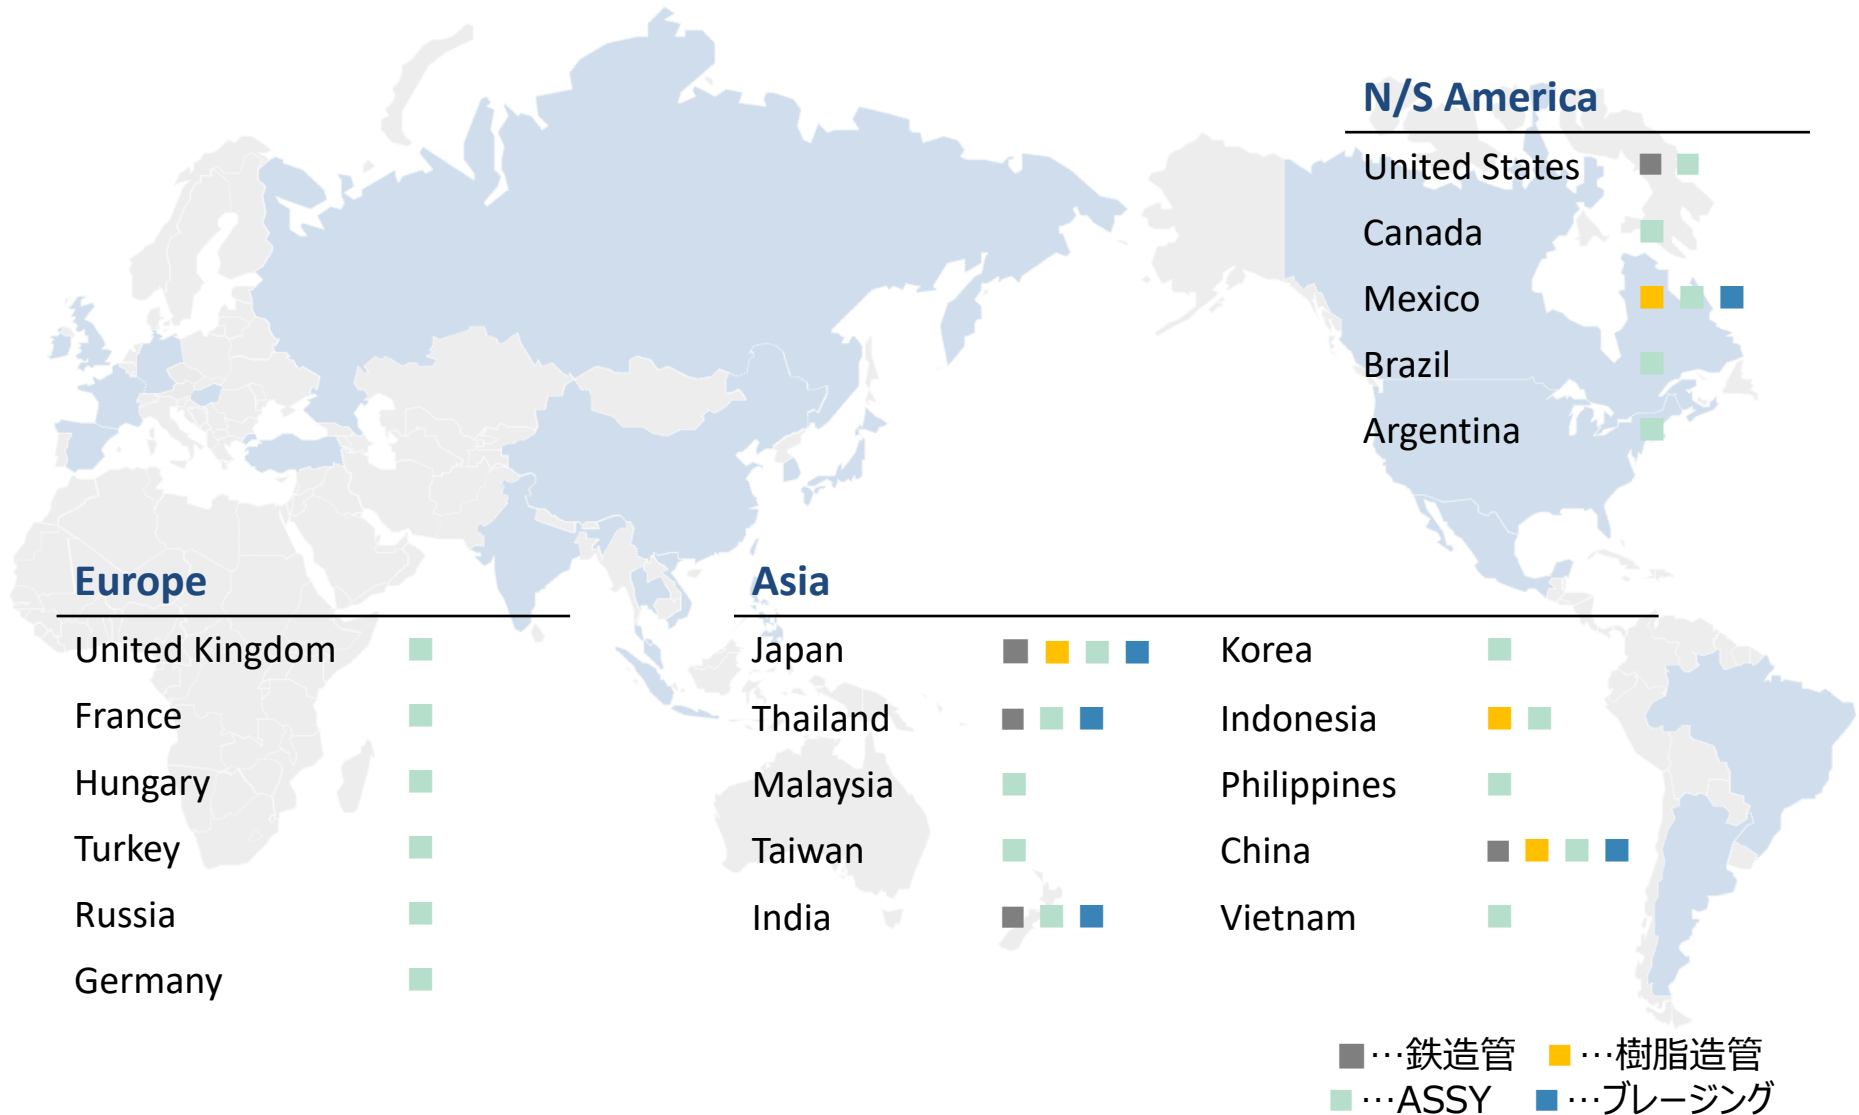 N/S America
United States
Canada
Mexico
Brazil
Argentina
Europe
United Kingdom
France
Hungary
Turkey
Russia
Germany
Asia
Japan
Thailand
Malaysia
Taiwan
India
Korea
Indonesia
Philippines
China
Vietnam
■…鉄造管 ■…樹脂造管
■…ASSY ■…ブレージング